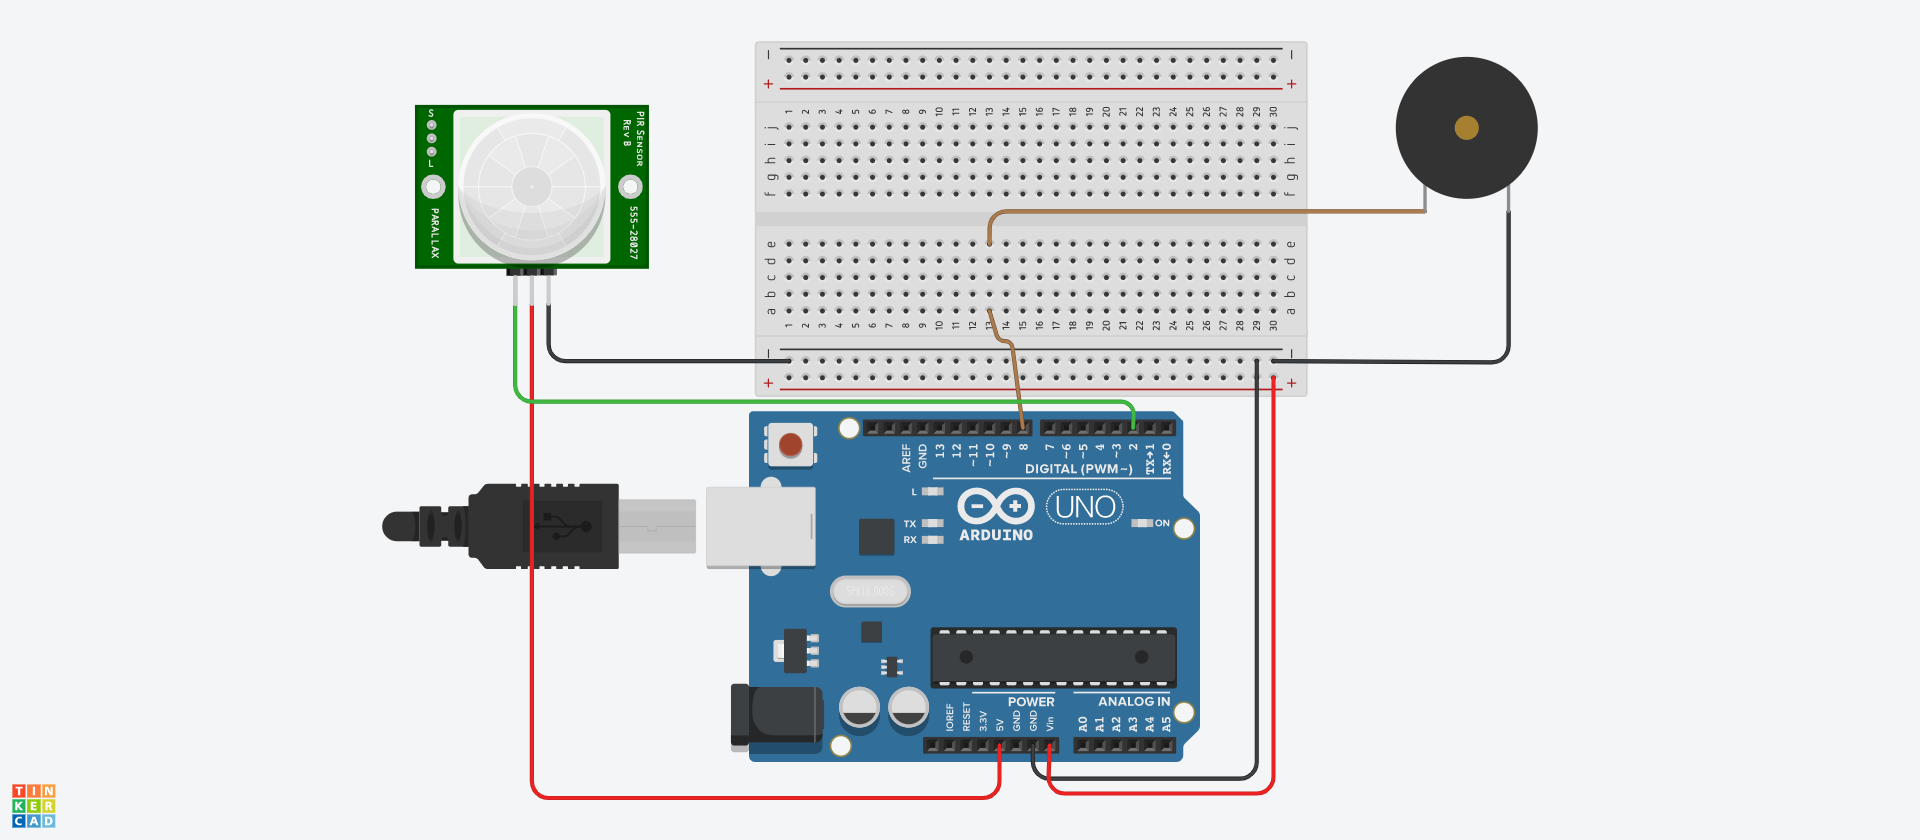 S
L
PIR SENSOR
REV B
PARALLAX
555-28027
− −
+ +
1 2 3 4 5 6 7 8 9 10 11 12 13 14 15 16 17 18 19 20 21 22 23 24 25 26 27 28 29 30
j j
i i
h h
g g
f f
e e
d d
c c
b b
a a
1 2 3 4 5 6 7 8 9 10 11 12 13 14 15 16 17 18 19 20 21 22 23 24 25 26 27 28 29 30
− −
+ +
AREF GND 13 12 ~11 ~10 ~9 8 7 ~6 ~5 4 ~3 2 TX→1 RX←0
DIGITAL (PWM~)
L
UNO
TX
ON
RX
ARDUINO
POWER ANALOG IN
IOREF RESET 3.3V 5V GND GND Vin A0 A1 A2 A3 A4 A5
TIN
KER
CAD